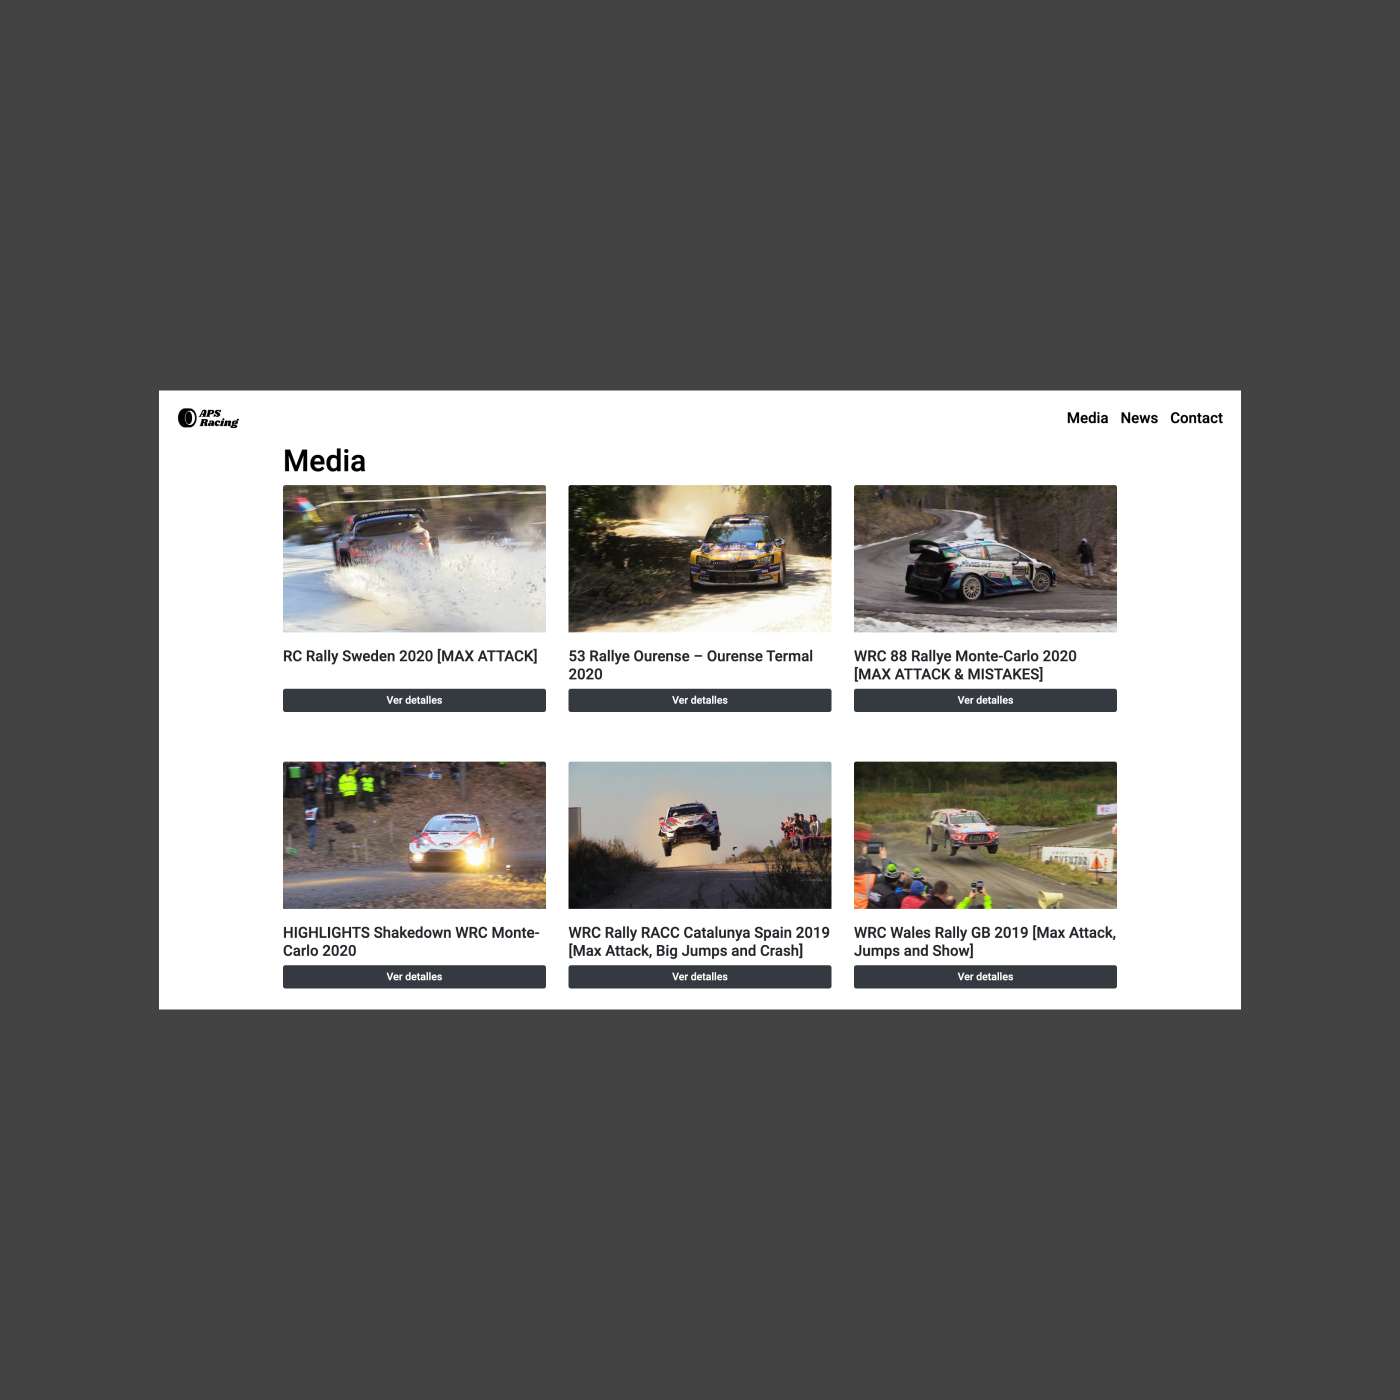 APS
Racing
Media News Contact
Media
RC Rally Sweden 2020 [MAX ATTACK]
53 Rallye Ourense – Ourense Termal
2020
WRC 88 Rallye Monte-Carlo 2020
[MAX ATTACK & MISTAKES]
Ver detalles
Ver detalles
Ver detalles
ADVENTUR
HIGHLIGHTS Shakedown WRC Monte-
Carlo 2020
WRC Rally RACC Catalunya Spain 2019
[Max Attack, Big Jumps and Crash]
WRC Wales Rally GB 2019 [Max Attack,
Jumps and Show]
Ver detalles
Ver detalles
Ver detalles